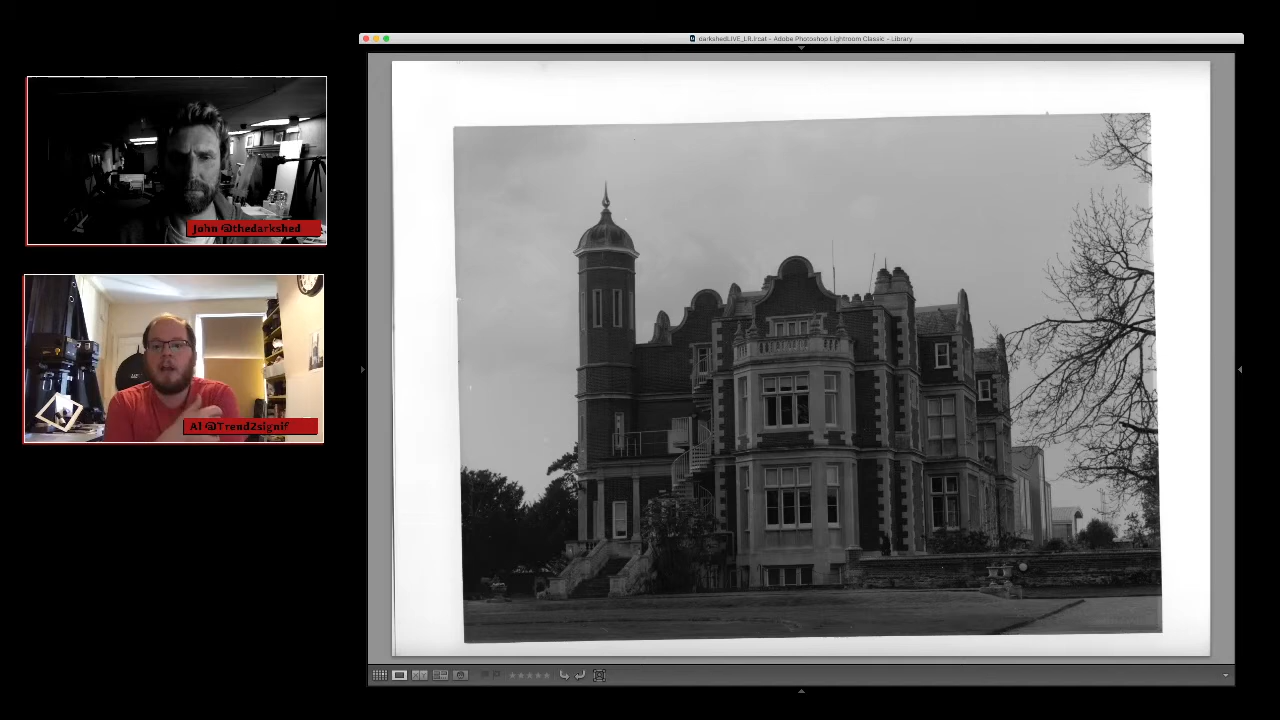 darkshedLIVE_LR.lrcat - Adobe Photoshop Lightroom Classic - Library
John @thedarkshed
Al @Trend2signif